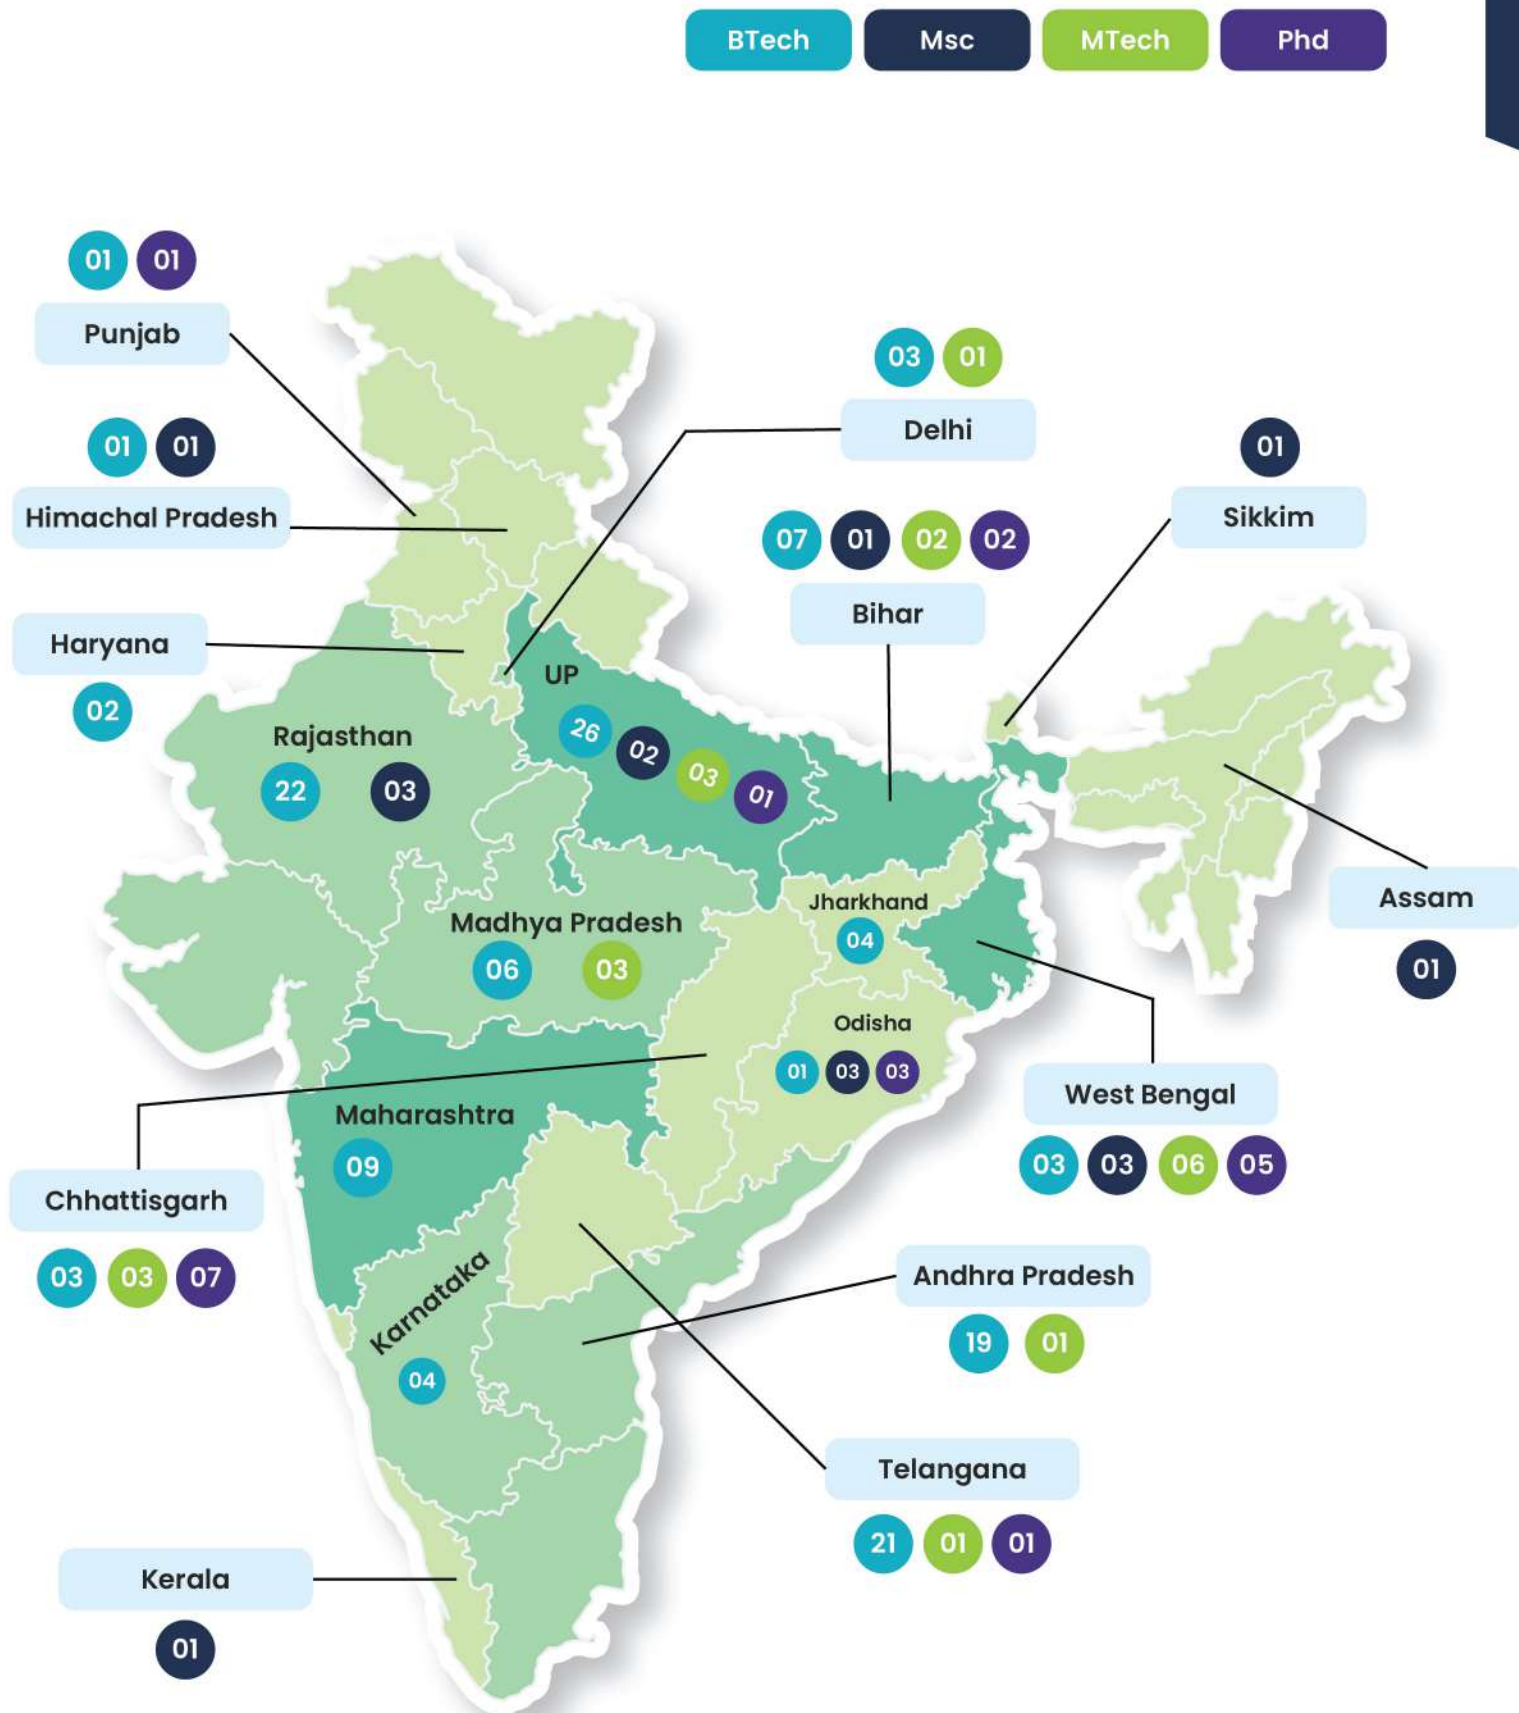 BTech Msc MTech Phd
01 01
Punjab
03 01
Delhi
01 01
Himachal Pradesh
01
Sikkim
07 01 02 02
Bihar
Haryana
02
UP
26 02 03 01
Rajasthan
22 03
Assam
01
Jharkhand
04
Madhya Pradesh
06 03
Odisha
01 03 03
West Bengal
03 03 06 05
Maharashtra
09
Chhattisgarh
03 03 07
Karnataka
04
Andhra Pradesh
19 01
Telangana
21 01 01
Kerala
01